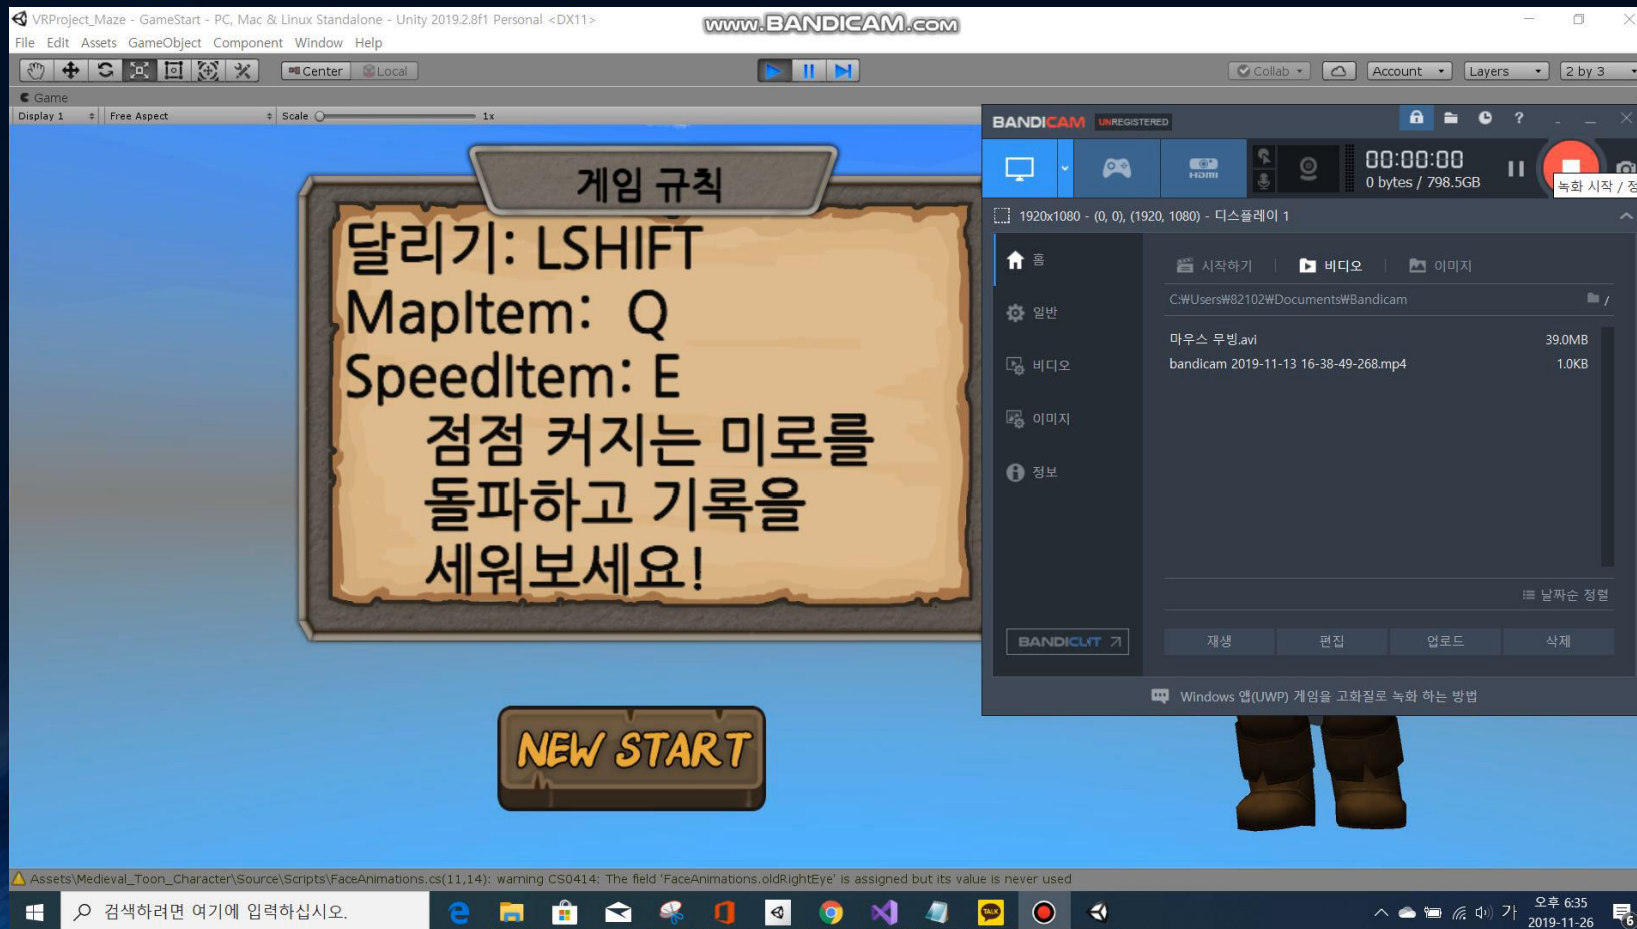 VRProject_Maze - GameStart - PC, Mac & Linux Standalone - Unity 2019.2.8f1 Personal <DX11>
www.BANDICAM.com
File Edit Assets GameObject Component Window Help
Center Local
Collab Account Layers 2 by 3
Game
Display 1 Free Aspect Scale 1x
BANDICAM UNREGISTERED
게임 규칙
달리기: LSHIFT
MapItem: Q
SpeedItem: E
점점 커지는 미로를
돌파하고 기록을
세워보세요!
NEW START
HDMI
00:00:00
0 bytes / 798.5GB
녹화 시작 / 정
1920x1080 - (0, 0), (1920, 1080) - 디스플레이 1
홈
일반
비디오
이미지
정보
BANDICUT
시작하기 비디오 이미지
C:₩Users₩82102₩Documents₩Bandicam
마우스 무빙.avi 39.0MB
bandicam 2019-11-13 16-38-49-268.mp4 1.0KB
날짜순 정렬
재생 편집 업로드 삭제
Windows 앱(UWP) 게임을 고화질로 녹화 하는 방법
Assets\Medieval_Toon_Character\Source\Scripts\FaceAnimations.cs(11,14): warning CS0414: The field 'FaceAnimations.oldRightEye' is assigned but its value is never used
검색하려면 여기에 입력하십시오.
TALK
가
오후 6:35
2019-11-26
6